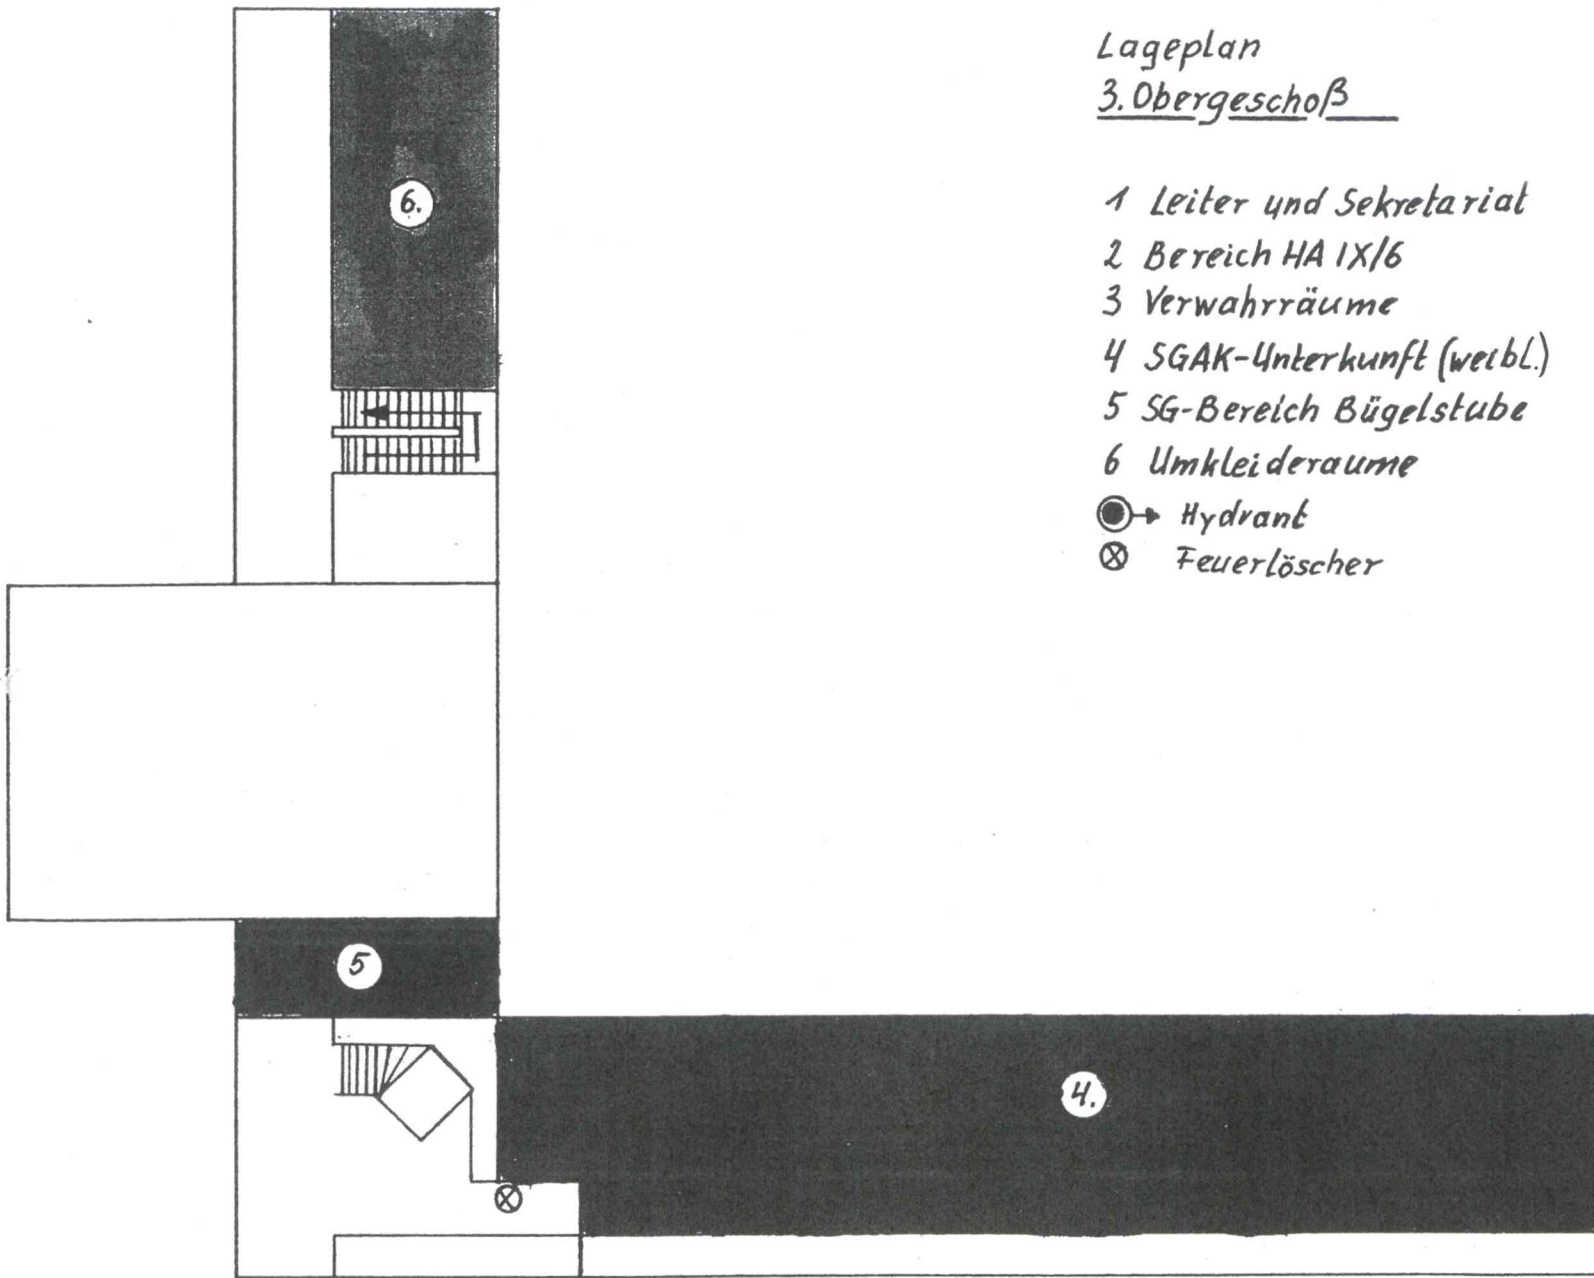 Lageplan
3. Obergeschoß
1 Leiter und Sekretariat
2 Bereich HA IX/6
3 Verwahrräume
4 SGAK-Unterkunft (weibl.)
5 SG-Bereich Bügelstube
6 Umkleideraume
Hydrant
Feuerlöscher
6.
5
4.